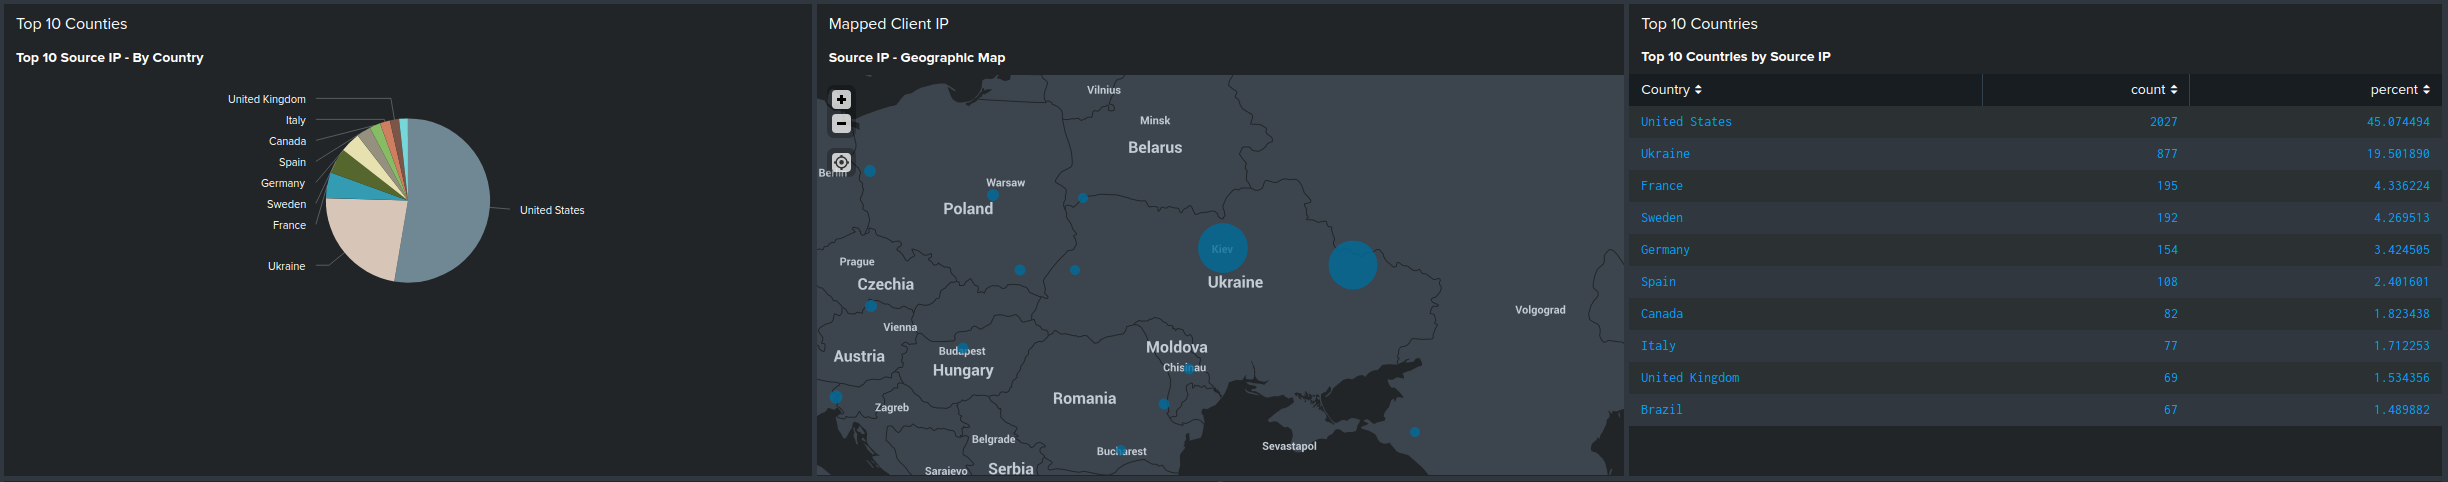 Top 10 Counties
Top 10 Source IP - By Country
United Kingdom
Italy
Canada
Spain
Germany
Sweden
France
Ukraine
United States
Mapped Client IP
Source IP - Geographic Map
+
−
Vilnius
Minsk
Belarus
Berlin
Warsaw
Poland
Kiev
Prague
Czechia
Ukraine
Volgograd
Vienna
Budapest
Austria
Hungary
Moldova
Chisinau
Romania
Zagreb
Belgrade
Bucharest
Sevastapol
Sarajevo
Serbia
Top 10 Countries
Top 10 Countries by Source IP
Country count percent
United States 2027 45.074494
Ukraine 877 19.501890
France 195 4.336224
Sweden 192 4.269513
Germany 154 3.424505
Spain 108 2.401601
Canada 82 1.823438
Italy 77 1.712253
United Kingdom 69 1.534356
Brazil 67 1.489882